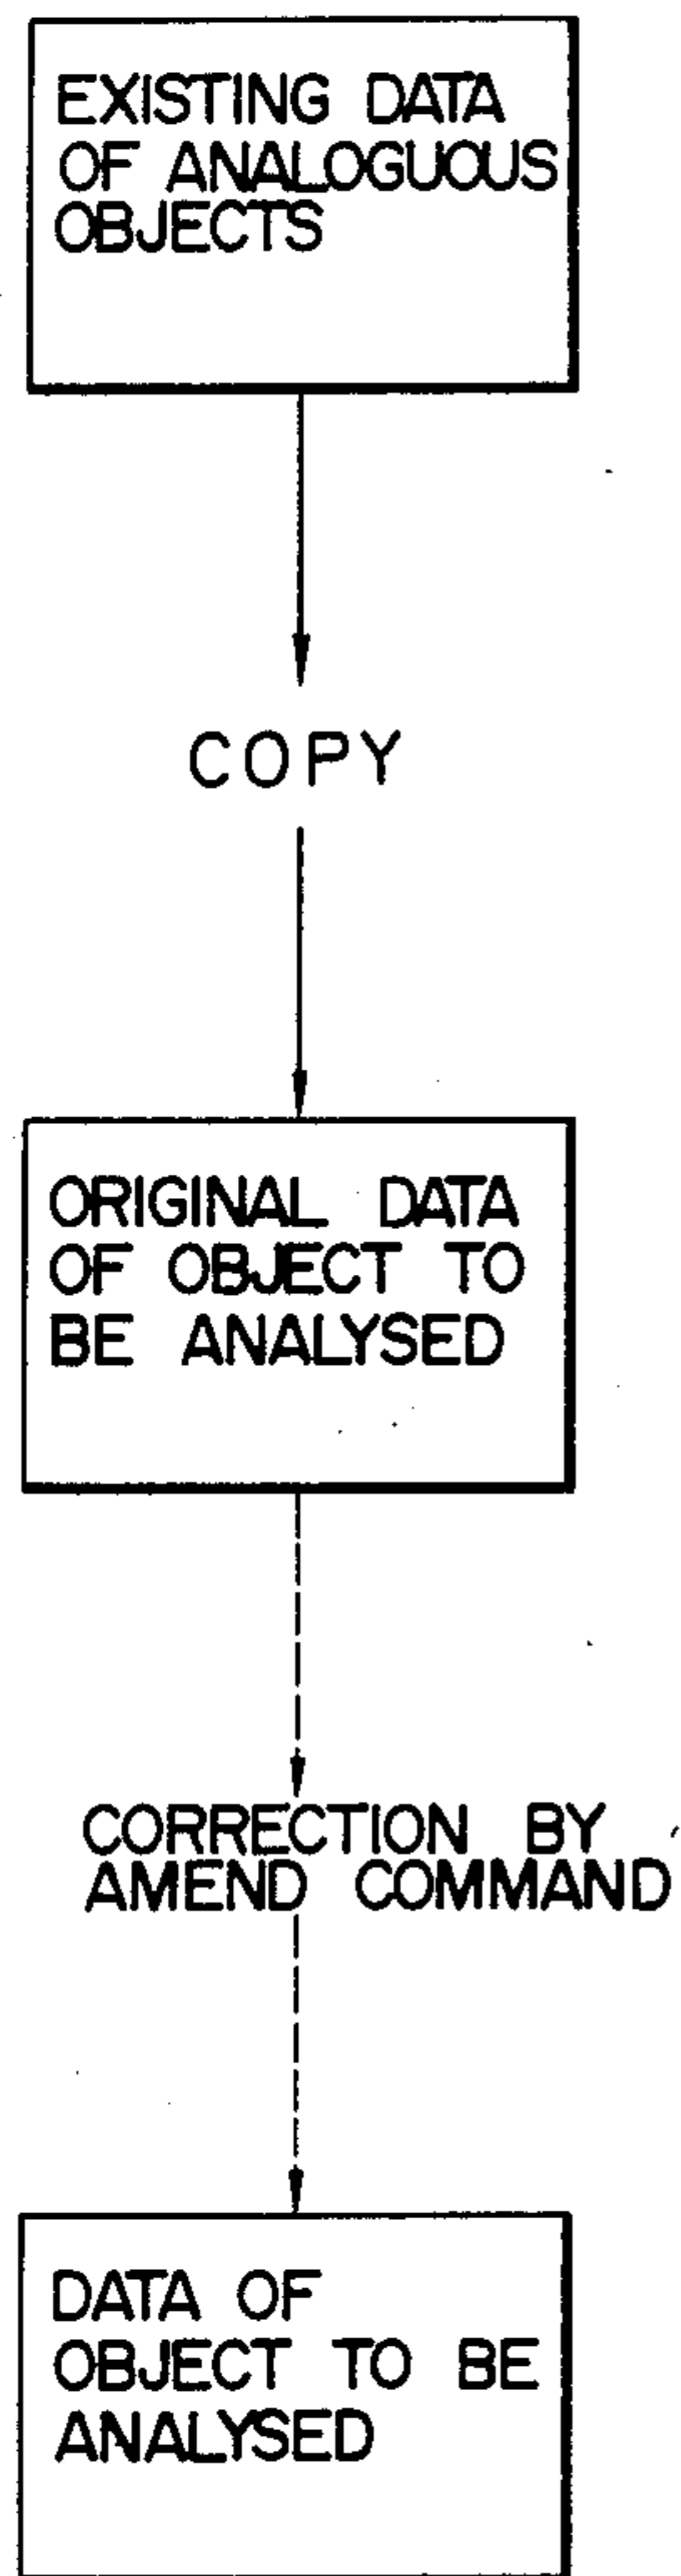 EXISTING DATA
OF ANALOGUOUS
OBJECTS
COPY
ORIGINAL DATA
OF OBJECT TO
BE ANALYSED
CORRECTION BY
AMEND COMMAND
DATA OF
OBJECT TO BE
ANALYSED